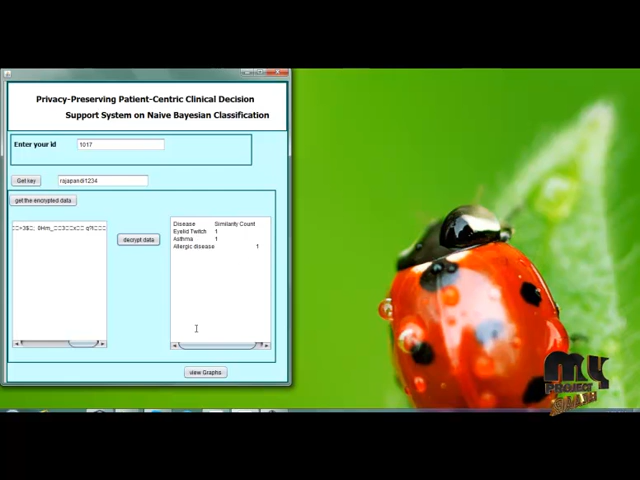 Privacy-Preserving Patient-Centric Clinical Decision
Support System on Naive Bayesian Classification
Enter your id 1017
Get key rajapandi1234
get the encrypted data
decrypt data
Disease Similarity Count
Eyelid Twitch 1
Asthma 1
Allergic disease 1
view Graphs
MY
PROJECT